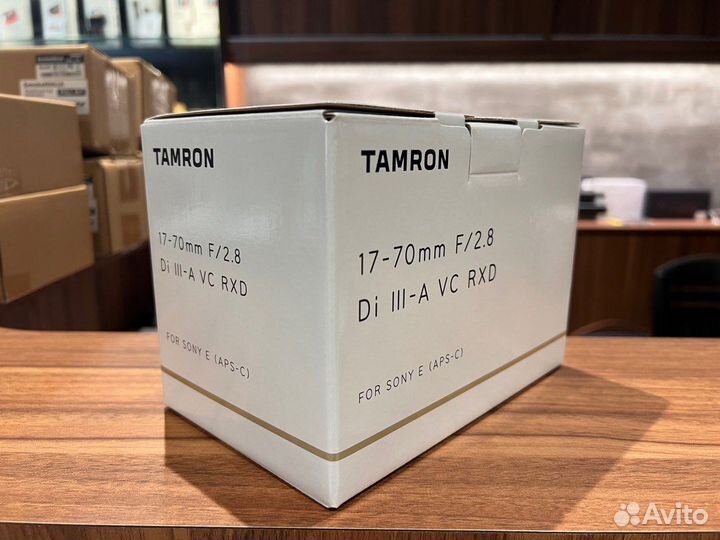 TAMRON
17-70mm F/2.8
Di III-A VC RXD
FOR SONY E (APS-C)
TAMRON
17-70mm F/2.8
Di III-A VC RXD
FOR SONY E (APS-C)
Avito